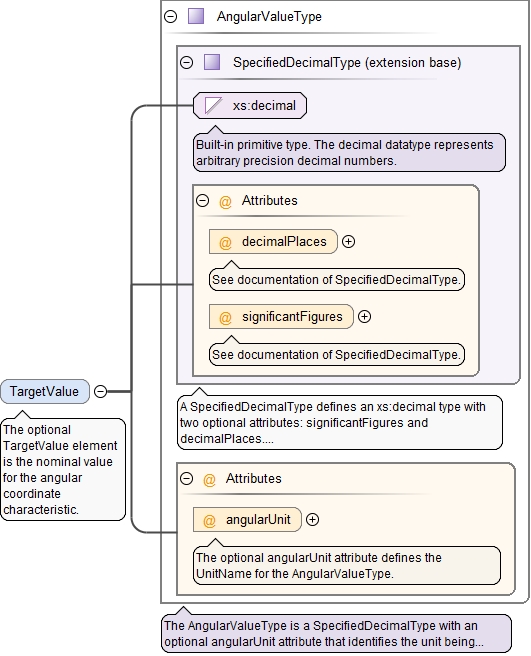 AngularValueType
SpecifiedDecimalType (extension base)
xs:decimal
Built-in primitive type. The decimal datatype represents
arbitrary precision decimal numbers.
@ Attributes
@ decimalPlaces
See documentation of SpecifiedDecimalType.
@ significantFigures
See documentation of SpecifiedDecimalType.
A SpecifiedDecimalType defines an xs:decimal type with
two optional attributes: significantFigures and
decimalPlaces....
TargetValue
The optional
TargetValue element
is the nominal value
for the angular
coordinate
characteristic.
@ Attributes
@ angularUnit
The optional angularUnit attribute defines the
UnitName for the AngularValueType.
The AngularValueType is a SpecifiedDecimalType with an
optional angularUnit attribute that identifies the unit being...